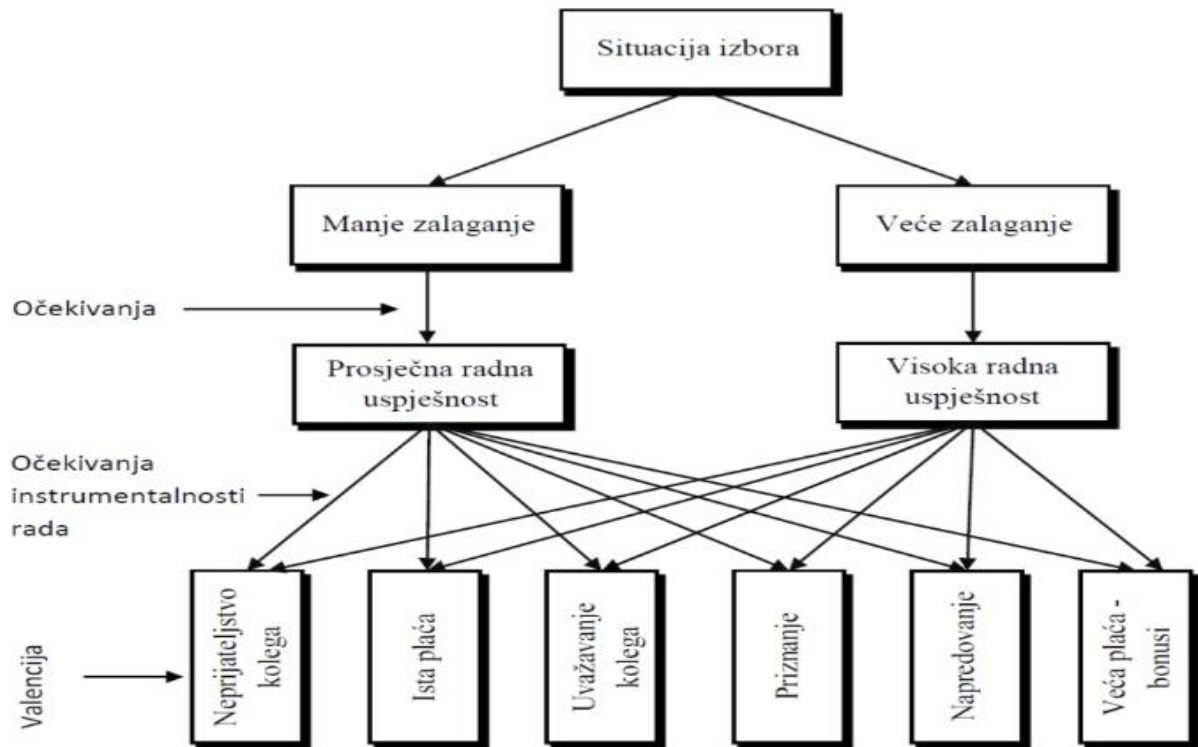 Situacija izbora
Manje zalaganje
Veće zalaganje
Očekivanja
Prosječna radna
uspješnost
Visoka radna
uspješnost
Očekivanja
instrumentalnosti
rada
Valencija
Neprijateljstvo
kolega
Ista plaća
Uvažavanje
kolega
Priznanje
Napredovanje
Veća plaća -
bonusi